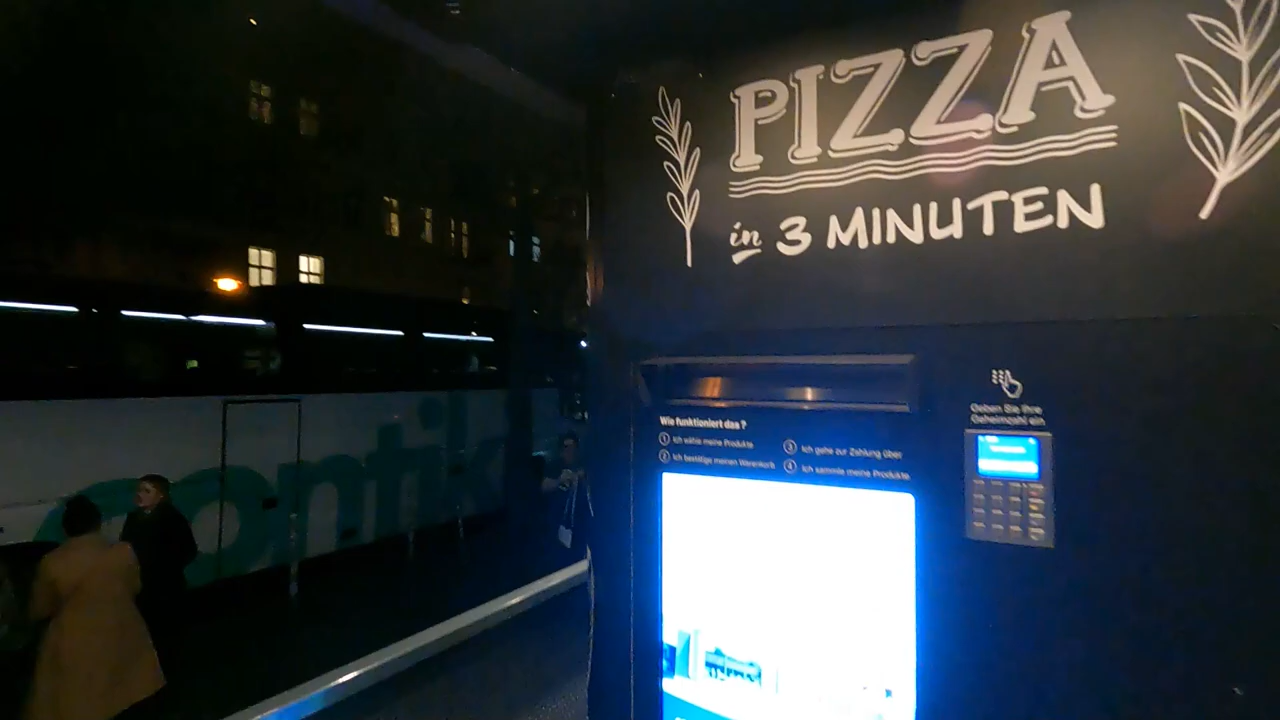 PIZZA
in 3 MINUTEN
Geben Sie Ihre
Geheimzahl ein
Wie funktioniert das?
1 Ich wähle meine Produkte
2 Ich bestätige meinen Warenkorb
3 Ich gehe zur Zahlung über
4 Ich sammle meine Produkte
contiki